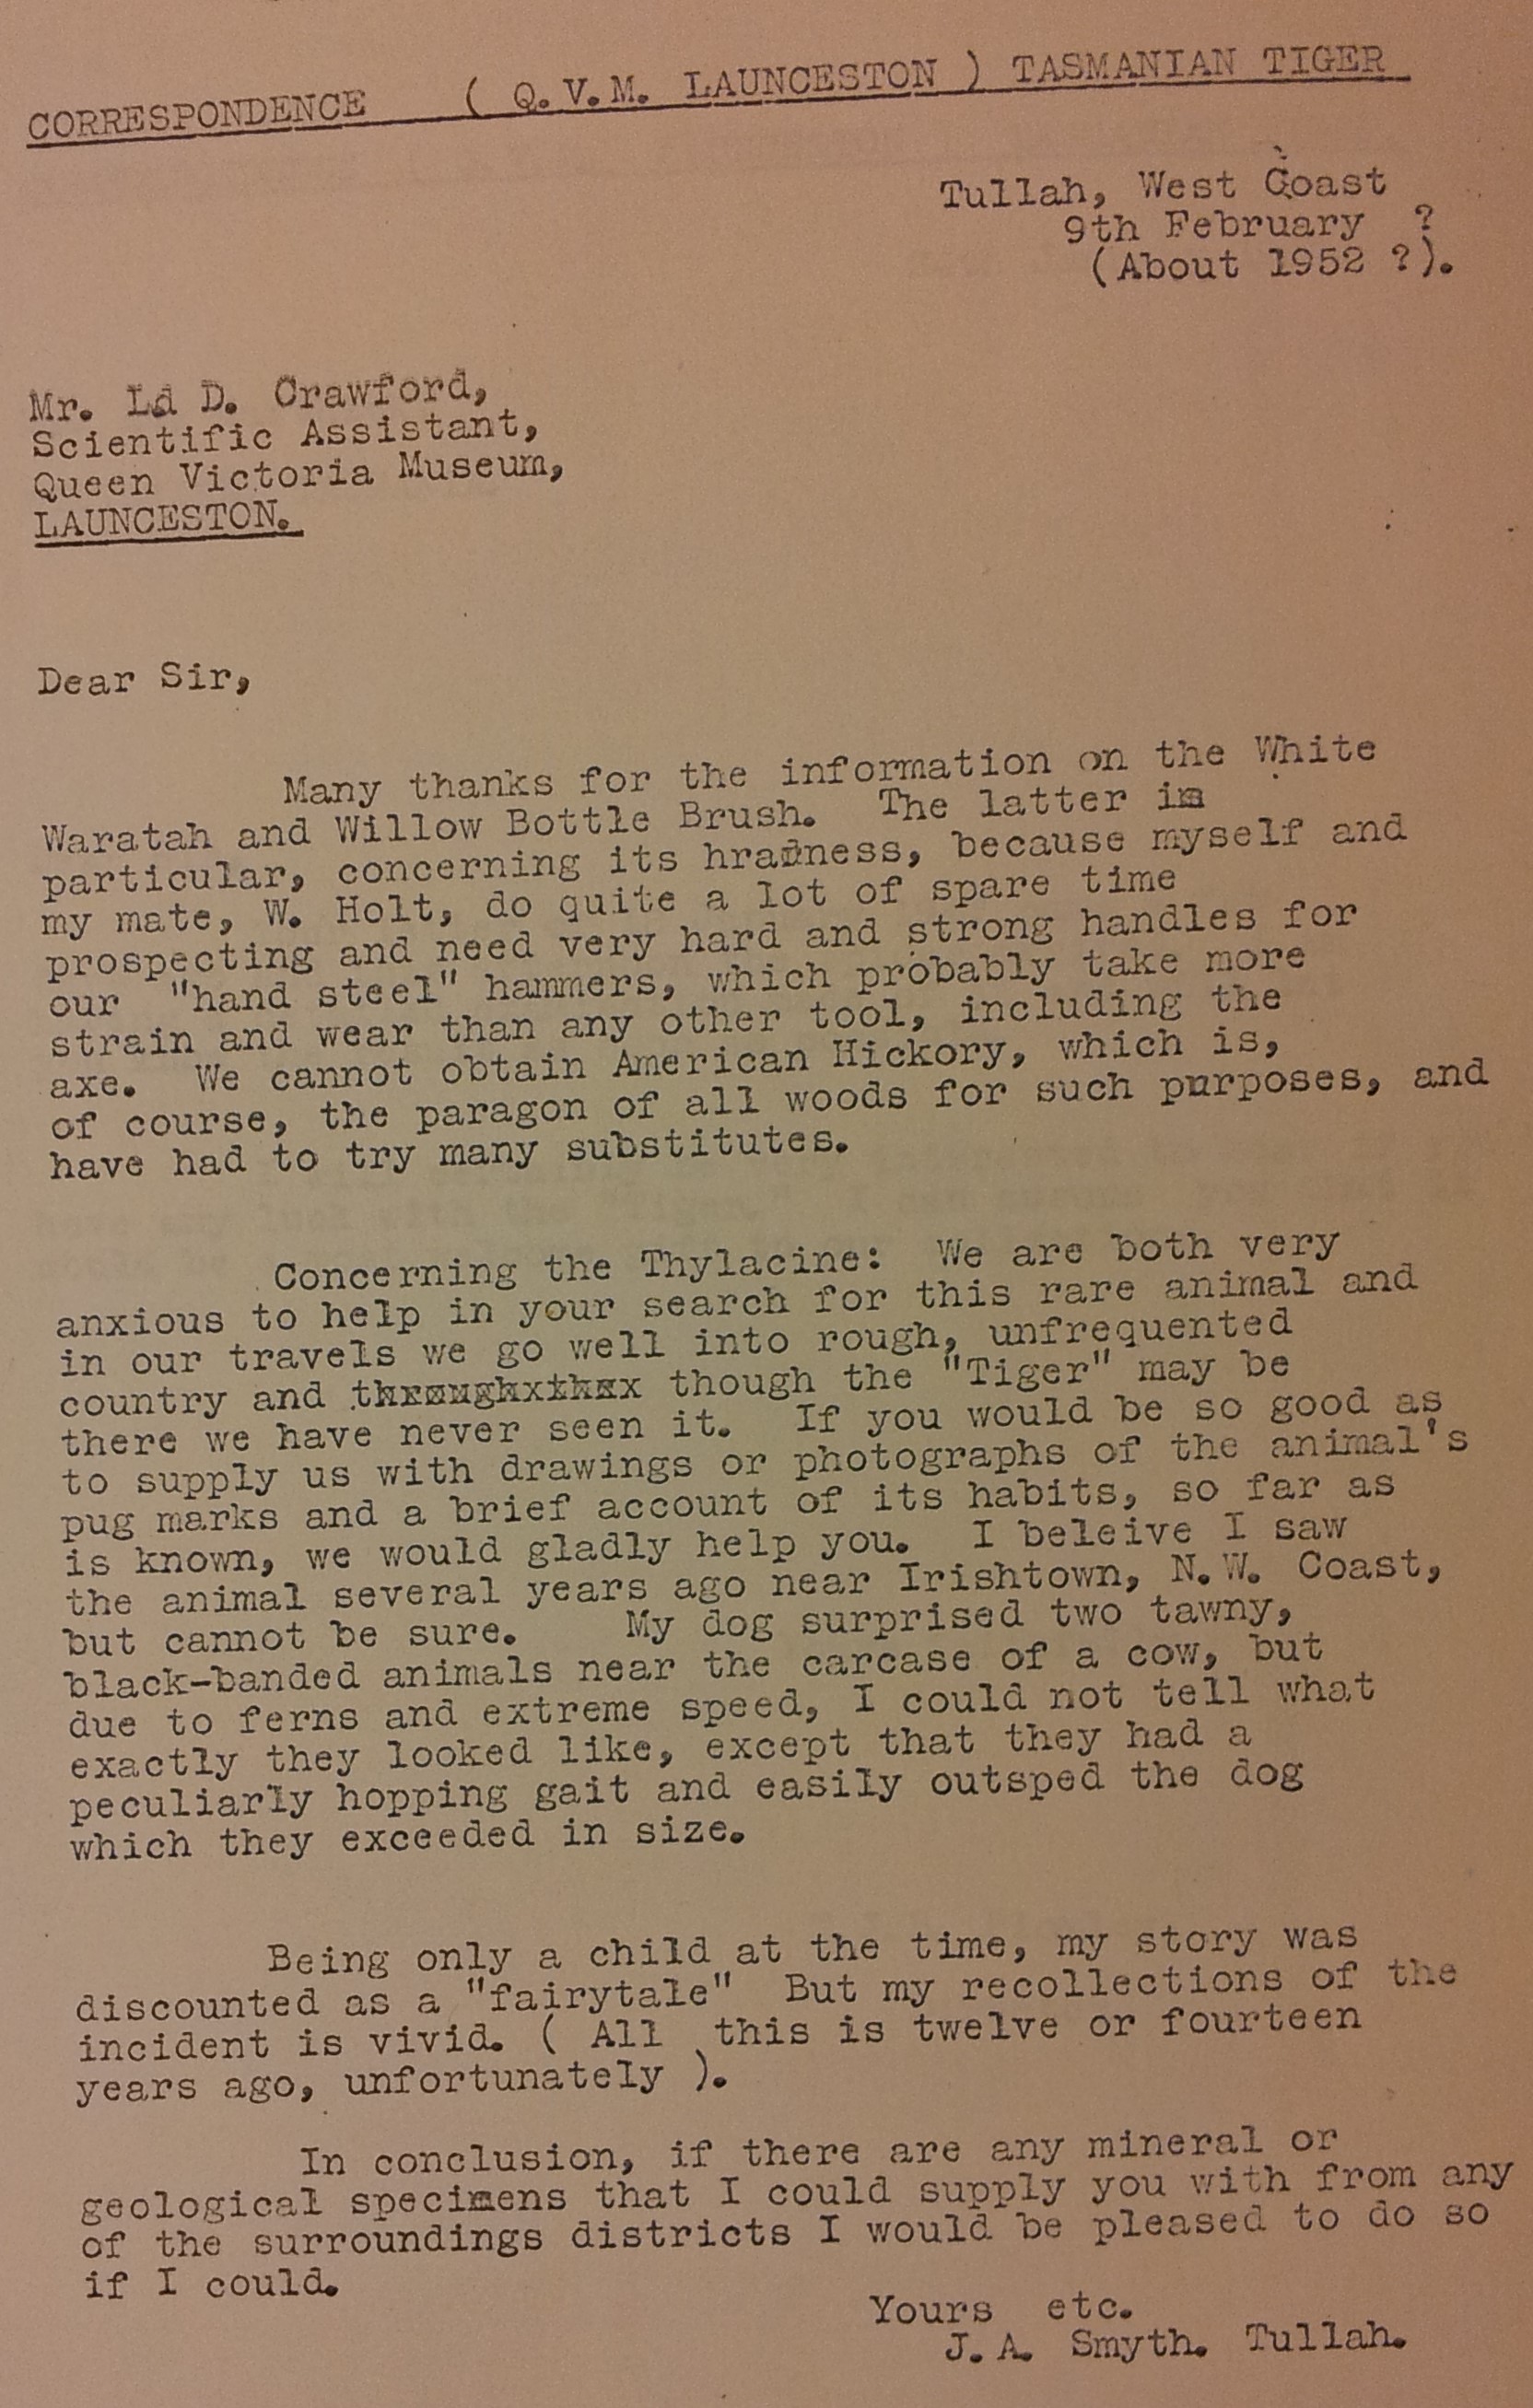 CORRESPONDENCE ( Q.V.M. LAUNCESTON ) TASMANIAN TIGER
Tullah, West Coast
9th February ?
(About 1952 ?).
Mr. Ld D. Crawford,
Scientific Assistant,
Queen Victoria Museum,
LAUNCESTON.
Dear Sir,
Many thanks for the information on the White
Waratah and Willow Bottle Brush. The latter in
particular, concerning its hradness, because myself and
my mate, W. Holt, do quite a lot of spare time
prospecting and need very hard and strong handles for
our "hand steel" hammers, which probably take more
strain and wear than any other tool, including the
axe. We cannot obtain American Hickory, which is,
of course, the paragon of all woods for such purposes, and
have had to try many substitutes.
Concerning the Thylacine: We are both very
anxious to help in your search for this rare animal and
in our travels we go well into rough, unfrequented
country and though the "Tiger" may be
there we have never seen it. If you would be so good as
to supply us with drawings or photographs of the animal's
pug marks and a brief account of its habits, so far as
is known, we would gladly help you. I beleive I saw
the animal several years ago near Irishtown, N.W. Coast,
but cannot be sure. My dog surprised two tawny,
black-banded animals near the carcase of a cow, but
due to ferns and extreme speed, I could not tell what
exactly they looked like, except that they had a
peculiarly hopping gait and easily outsped the dog
which they exceeded in size.
Being only a child at the time, my story was
discounted as a "fairytale" But my recollections of the
incident is vivid. ( All this is twelve or fourteen
years ago, unfortunately ).
In conclusion, if there are any mineral or
geological specimens that I could supply you with from any
of the surroundings districts I would be pleased to do so
if I could.
Yours etc.
J.A. Smyth. Tullah.